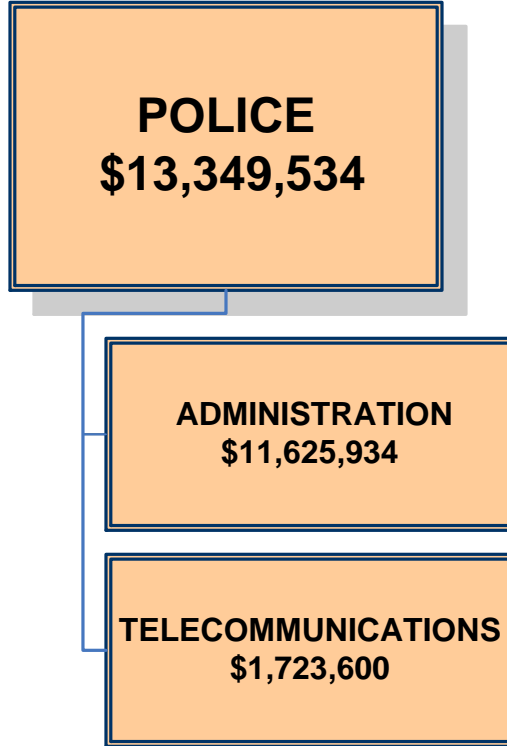 POLICE
$13,349,534
ADMINISTRATION
$11,625,934
TELECOMMUNICATIONS
$1,723,600